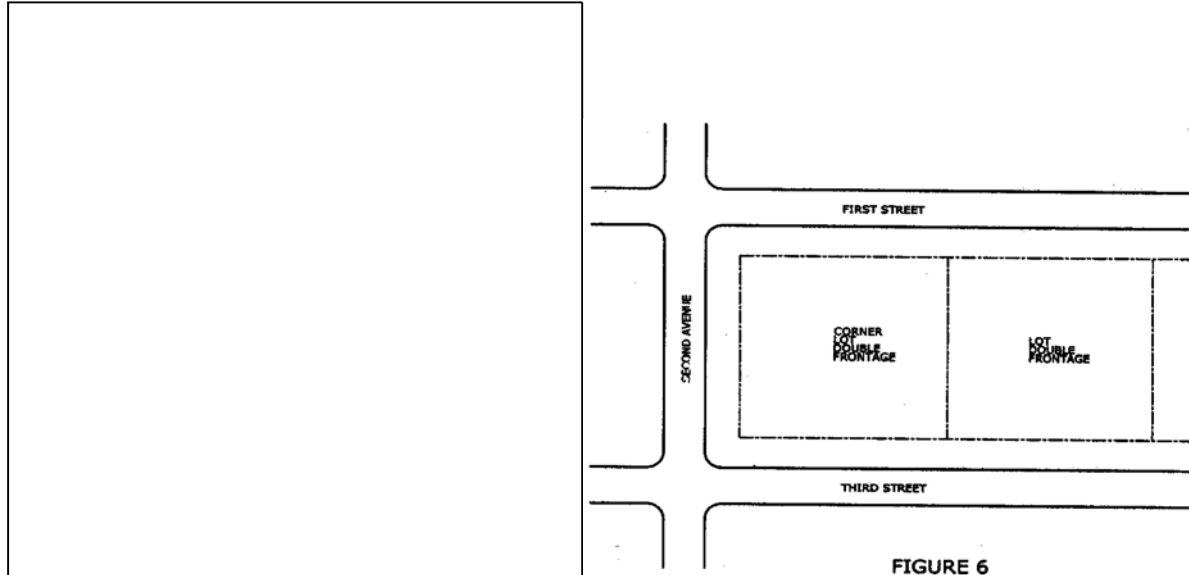 FIRST STREET
SECOND AVENUE
CORNER
LOT
DOUBLE
FRONTAGE
LOT
DOUBLE
FRONTAGE
THIRD STREET
FIGURE 6